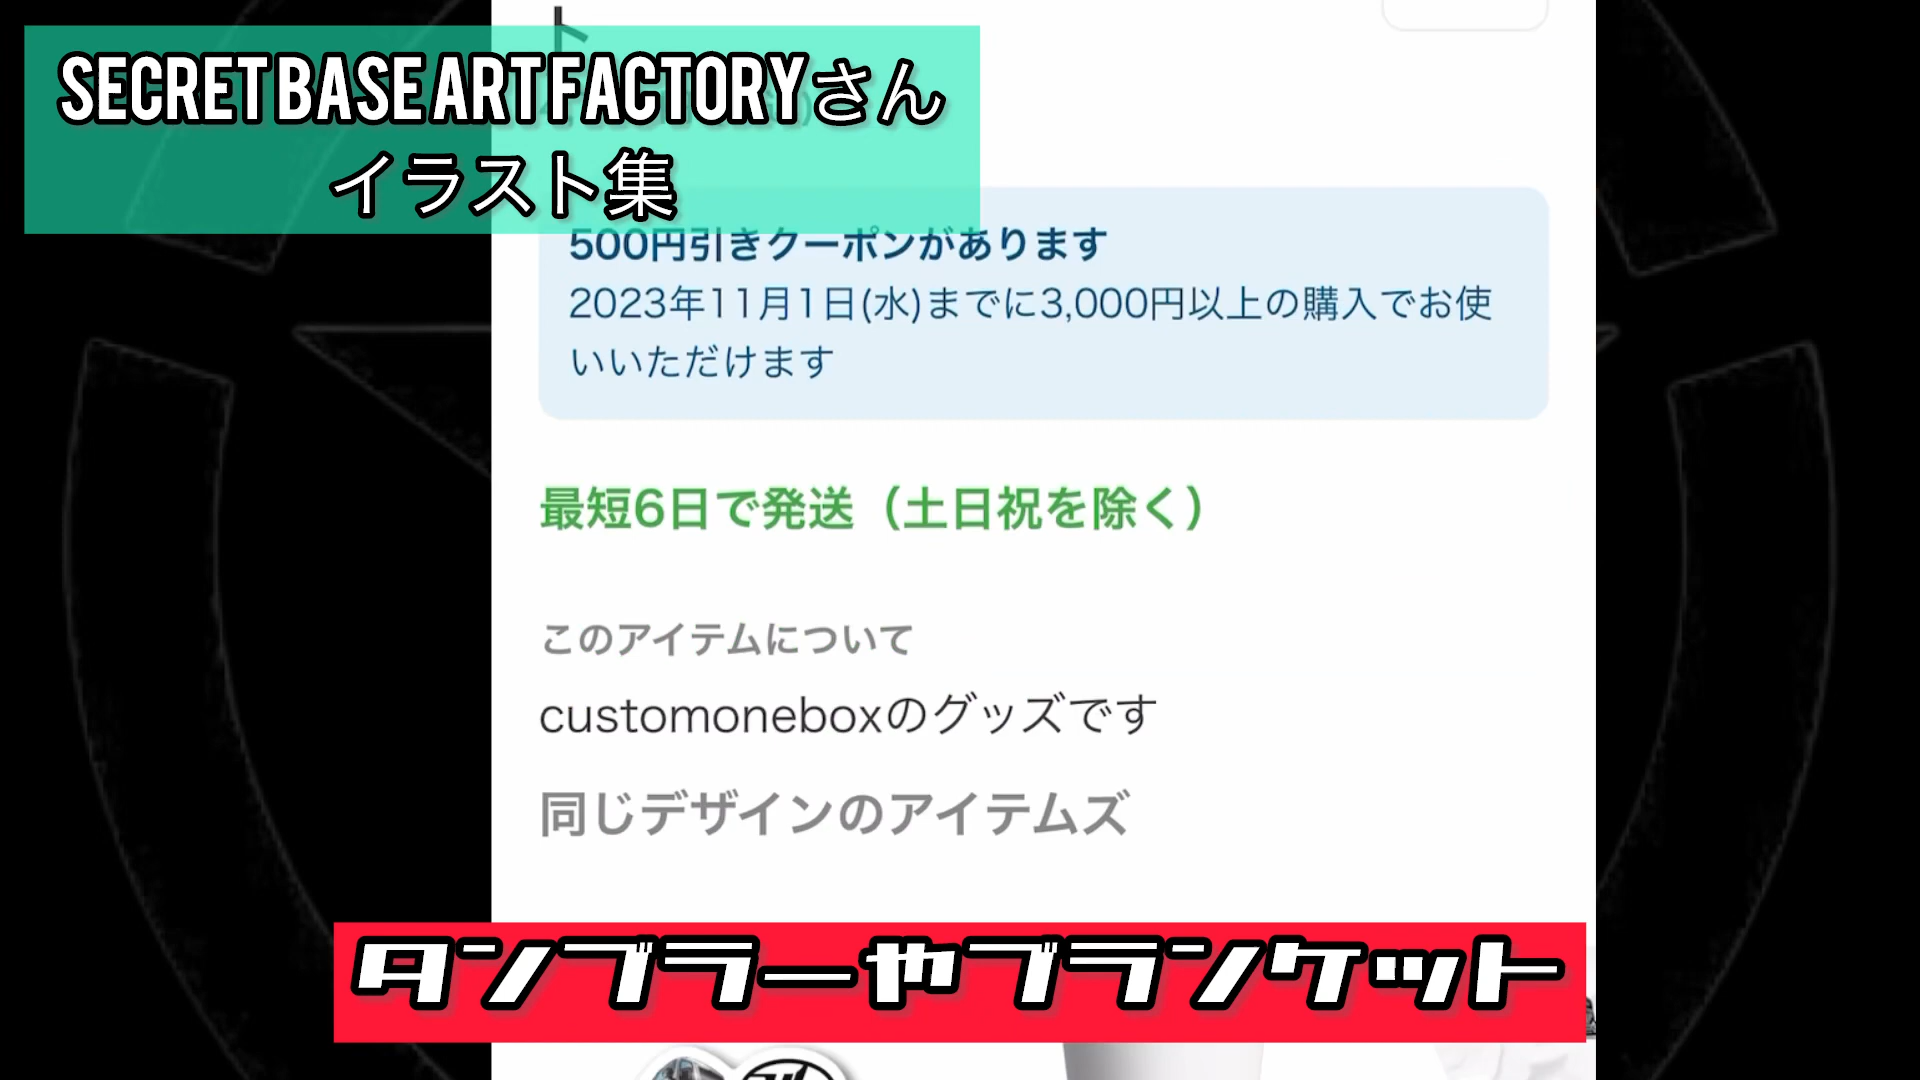 ト
SECRET BASE ART FACTORYさん
イラスト集
500円引きクーポンがあります
2023年11月1日(水)までに3,000円以上の購入でお使
いいただけます
最短6日で発送（土日祝を除く）
このアイテムについて
customoneboxのグッズです
同じデザインのアイテムズ
タンブラーやブランケット